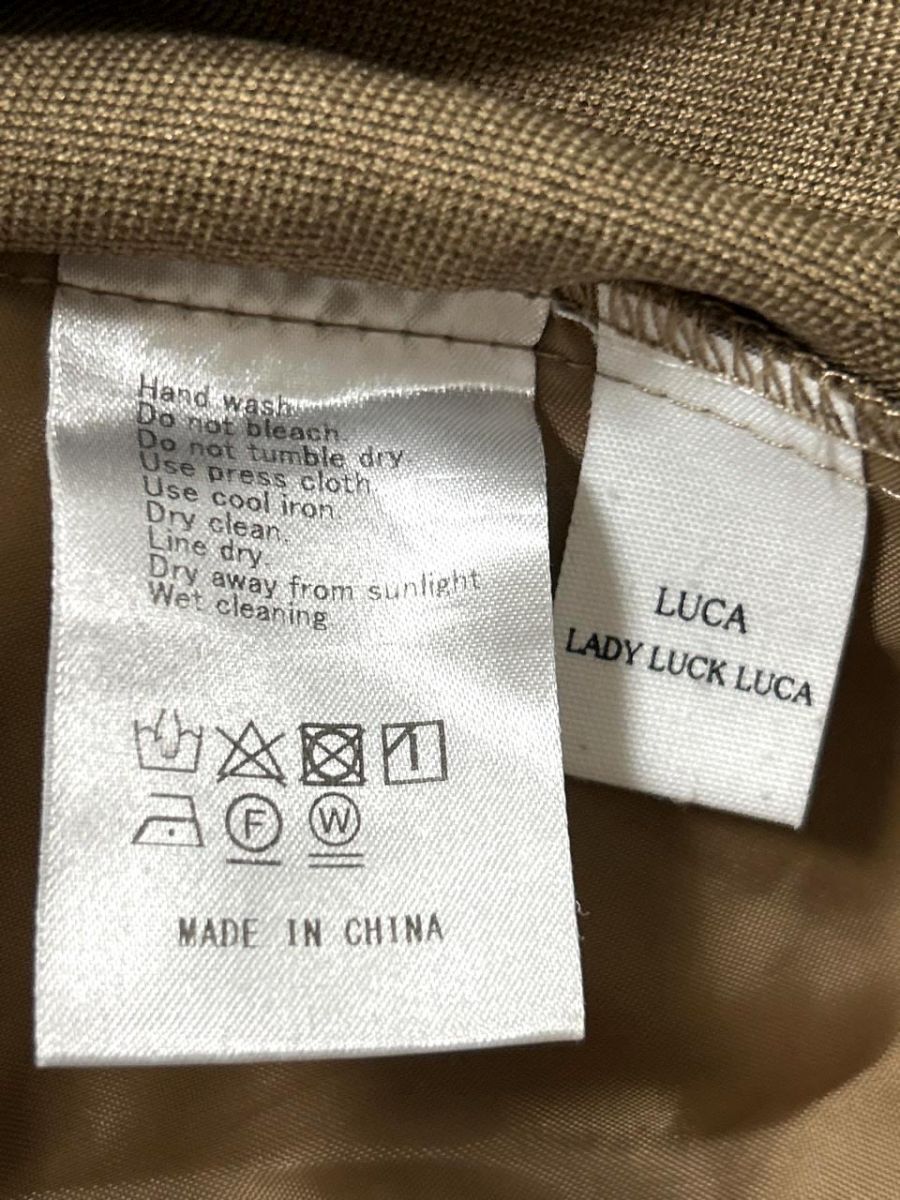 Hand wash.
Do not bleach.
Do not tumble dry.
Use press cloth.
Use cool iron.
Dry clean.
Line dry.
Dry away from sunlight
Wet cleaning
F
W
MADE IN CHINA
LUCA
LADY LUCK LUCA